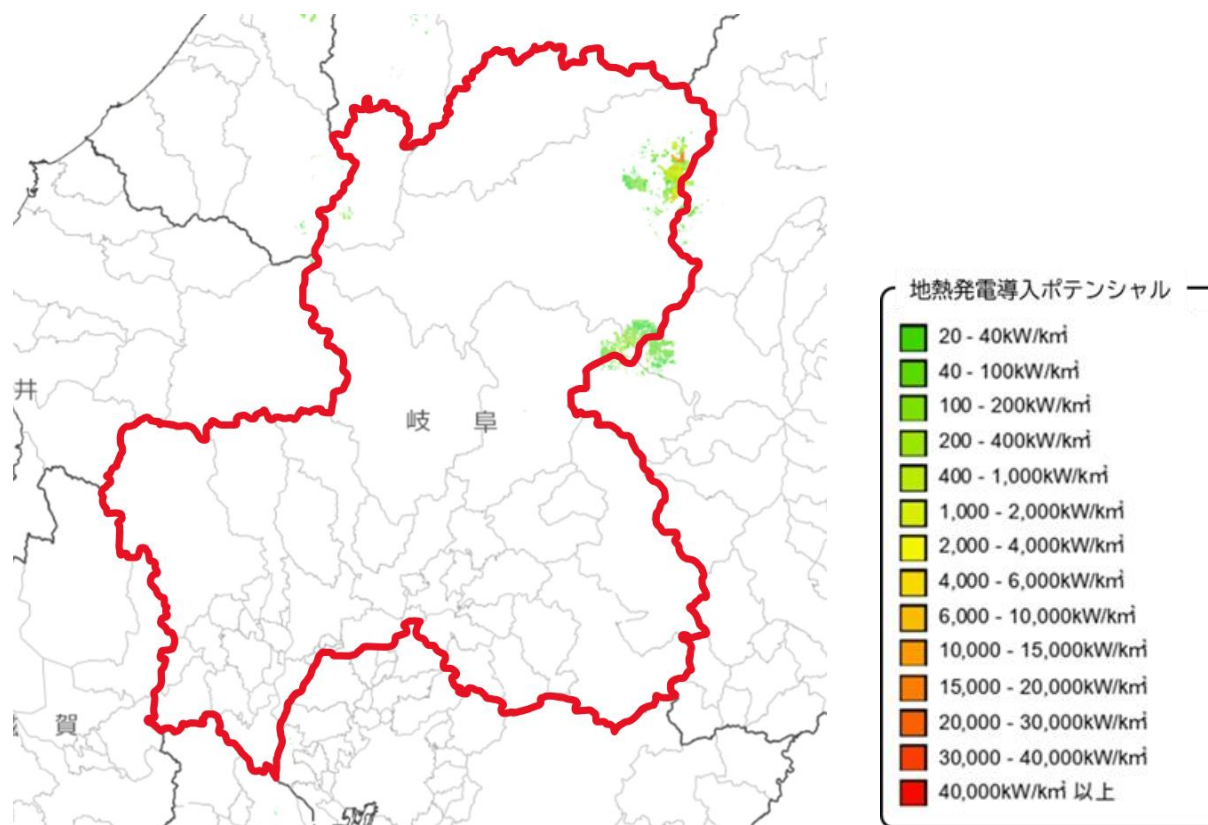 井
岐 阜
賀
地熱発電導入ポテンシャル
20 - 40kW/k㎡
40 - 100kW/k㎡
100 - 200kW/k㎡
200 - 400kW/k㎡
400 - 1,000kW/k㎡
1,000 - 2,000kW/k㎡
2,000 - 4,000kW/k㎡
4,000 - 6,000kW/k㎡
6,000 - 10,000kW/k㎡
10,000 - 15,000kW/k㎡
15,000 - 20,000kW/k㎡
20,000 - 30,000kW/k㎡
30,000 - 40,000kW/k㎡
40,000kW/k㎡ 以上